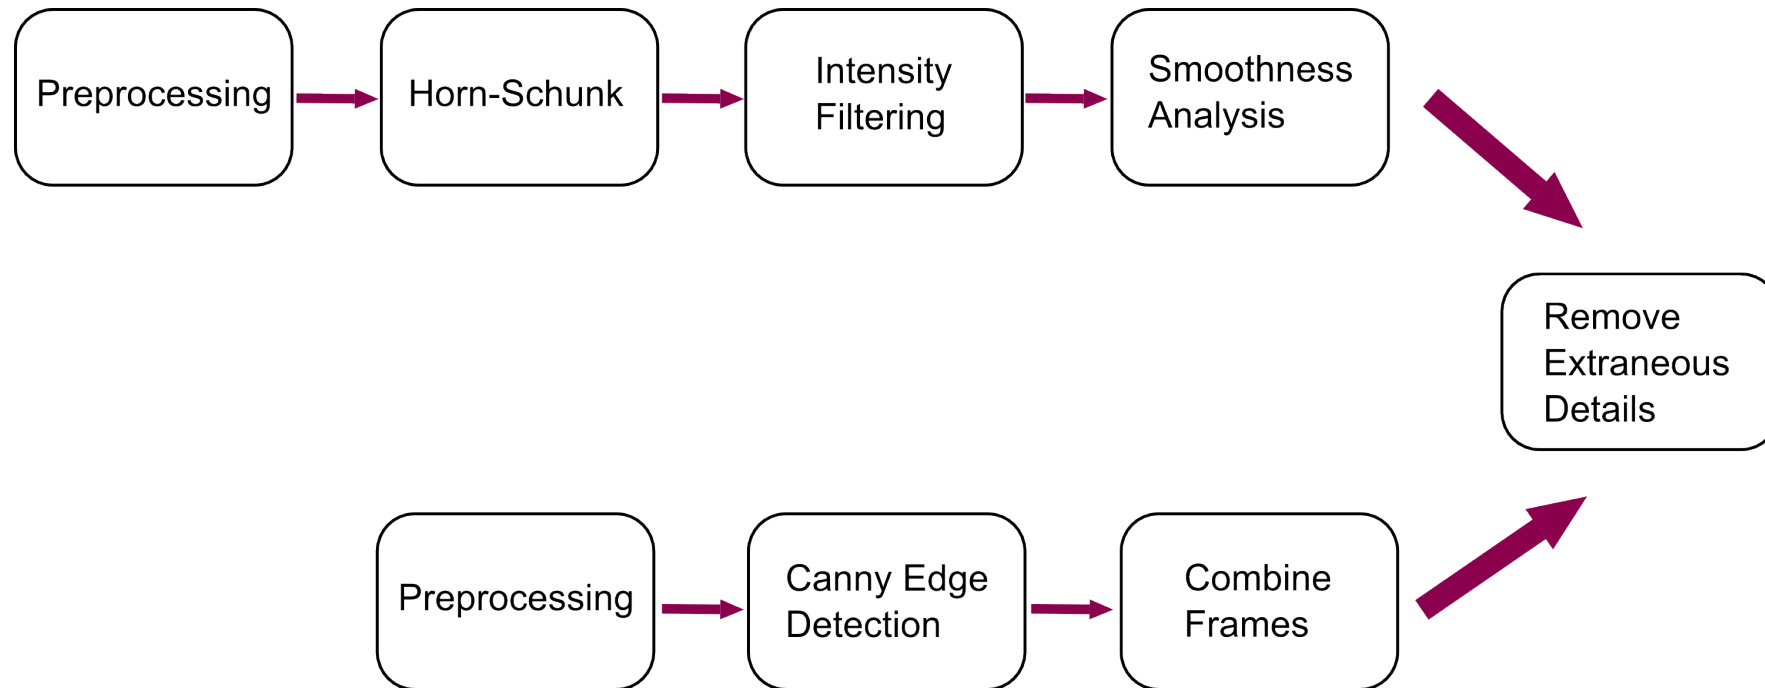 Preprocessing
Horn-Schunk
Intensity
Filtering
Smoothness
Analysis
Remove
Extraneous
Details
Preprocessing
Canny Edge
Detection
Combine
Frames